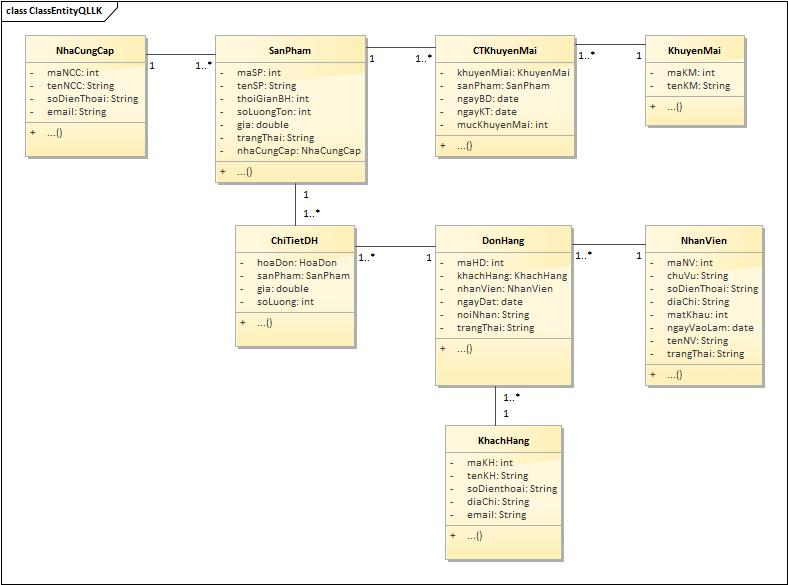 class ClassEntityQLLK
NhaCungCap
- maNCC: int
- tenNCC: String
- soDienThoai: String
- email: String
+ ...()
1
1..*
SanPham
- maSP: int
- tenSP: String
- thoiGianBH: int
- soLuongTon: int
- gia: double
- trangThai: String
- nhaCungCap: NhaCungCap
+ ...()
1
1..*
CTKhuyenMai
- khuyenMiai: KhuyenMai
- sanPham: SanPham
- ngayBD: date
- ngayKT: date
- mucKhuyenMai: int
+ ...()
1..*
1
KhuyenMai
- maKM: int
- tenKM: String
+ ...()
1
1..*
ChiTietDH
- hoaDon: HoaDon
- sanPham: SanPham
- gia: double
- soLuong: int
+ ...()
1..*
1
DonHang
- maHD: int
- khachHang: KhachHang
- nhanVien: NhanVien
- ngayDat: date
- noiNhan: String
- trangThai: String
+ ...()
1..*
1
NhanVien
- maNV: int
- chuVu: String
- soDienThoai: String
- diaChi: String
- matKhau: int
- ngayVaoLam: date
- tenNV: String
- trangThai: String
+ ...()
1..*
1
KhachHang
- maKH: int
- tenKH: String
- soDienthoai: String
- diaChi: String
- email: String
+ ...()